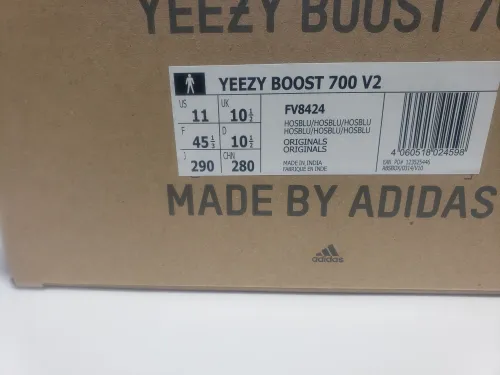 YEEZY BOOST 70
YEEZY BOOST 700 V2
US 11 UK 10½
F 45⅓ D 10½
J 290 CHN 280
FV8424
HOSBLU/HOSBLU/HOSBLU
HOSBLU/HOSBLU/HOSBLU
ORIGINALS
ORIGINALS
MADE IN INDIA
FABRIQUE EN INDE
4 060518 024598
MADE BY ADIDAS
adidas